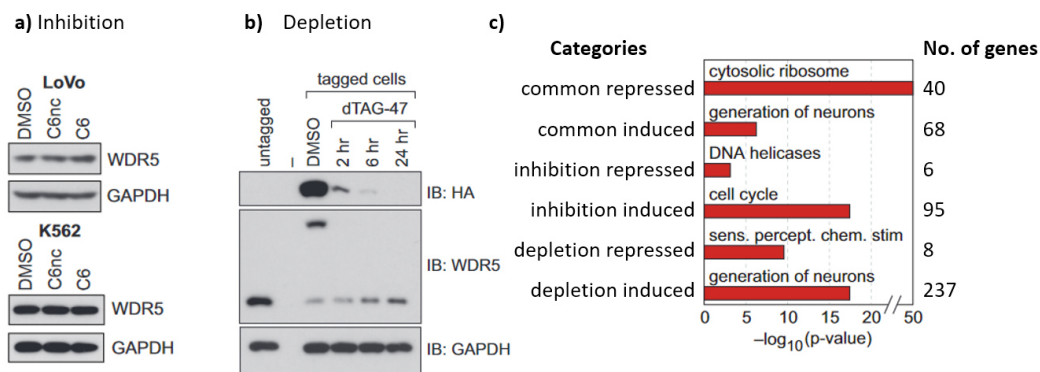 a) Inhibition
LoVo
DMSO
C6nc
C6
WDR5
GAPDH
K562
DMSO
C6nc
C6
WDR5
GAPDH
b) Depletion
tagged cells
dTAG-47
untagged
–
DMSO
2 hr
6 hr
24 hr
IB: HA
IB: WDR5
IB: GAPDH
c)
Categories No. of genes
cytosolic ribosome
common repressed 40
generation of neurons
common induced 68
DNA helicases
inhibition repressed 6
cell cycle
inhibition induced 95
sens. percept. chem. stim
depletion repressed 8
generation of neurons
depletion induced 237
0 5 10 15 20 50
–log10(p-value)